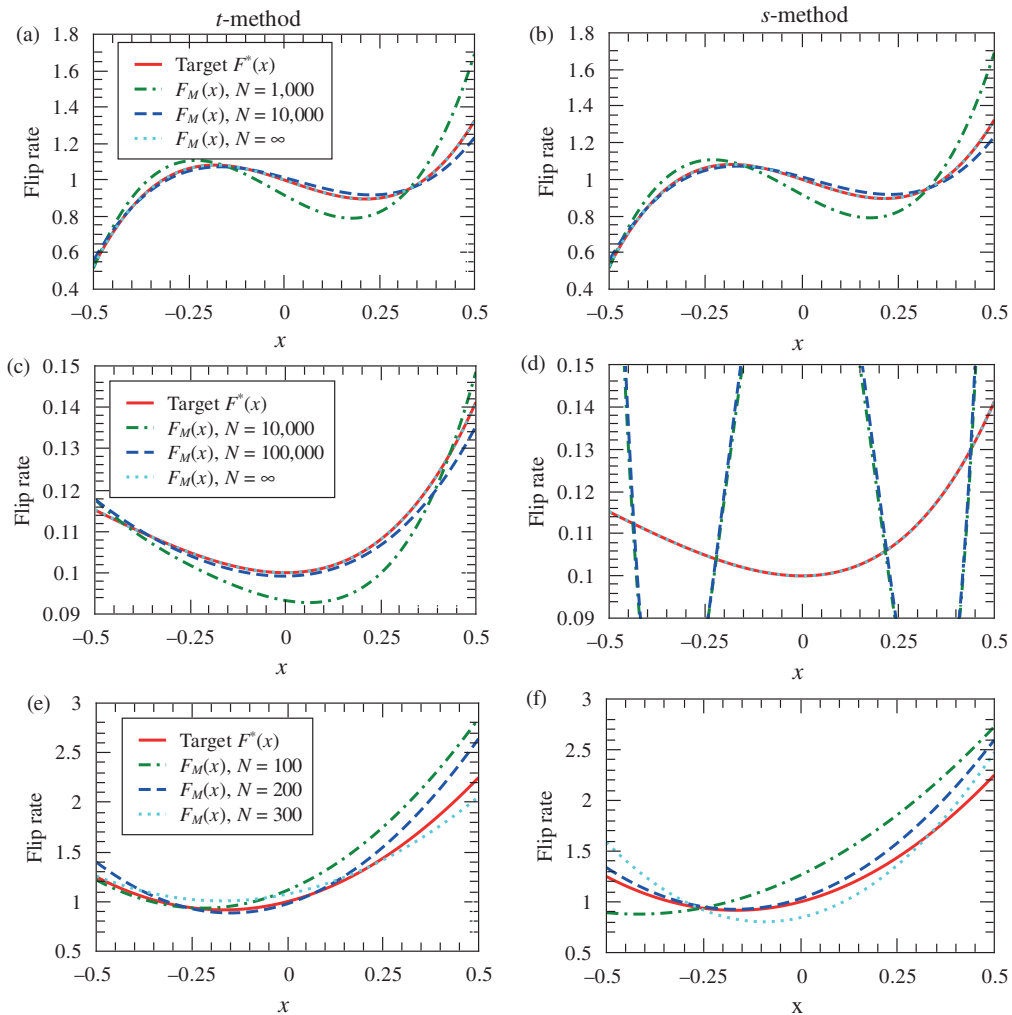 t-method
s-method
(a)
1.8
1.6
1.4
1.2
1.0
0.8
0.6
0.4
Flip rate
Target F*(x)
F_M(x), N = 1,000
F_M(x), N = 10,000
F_M(x), N = ∞
–0.5
–0.25
0
0.25
0.5
x
(b)
1.8
1.6
1.4
1.2
1.0
0.8
0.6
0.4
Flip rate
–0.5
–0.25
0
0.25
0.5
x
(c)
0.15
0.14
0.13
0.12
0.11
0.1
0.09
Flip rate
Target F*(x)
F_M(x), N = 10,000
F_M(x), N = 100,000
F_M(x), N = ∞
–0.5
–0.25
0
0.25
0.5
x
(d)
0.15
0.14
0.13
0.12
0.11
0.1
0.09
Flip rate
–0.5
–0.25
0
0.25
0.5
x
(e)
3
2.5
2
1.5
1
0.5
Flip rate
Target F*(x)
F_M(x), N = 100
F_M(x), N = 200
F_M(x), N = 300
–0.5
–0.25
0
0.25
0.5
x
(f)
3
2.5
2
1.5
1
0.5
Flip rate
–0.5
–0.25
0
0.25
0.5
x